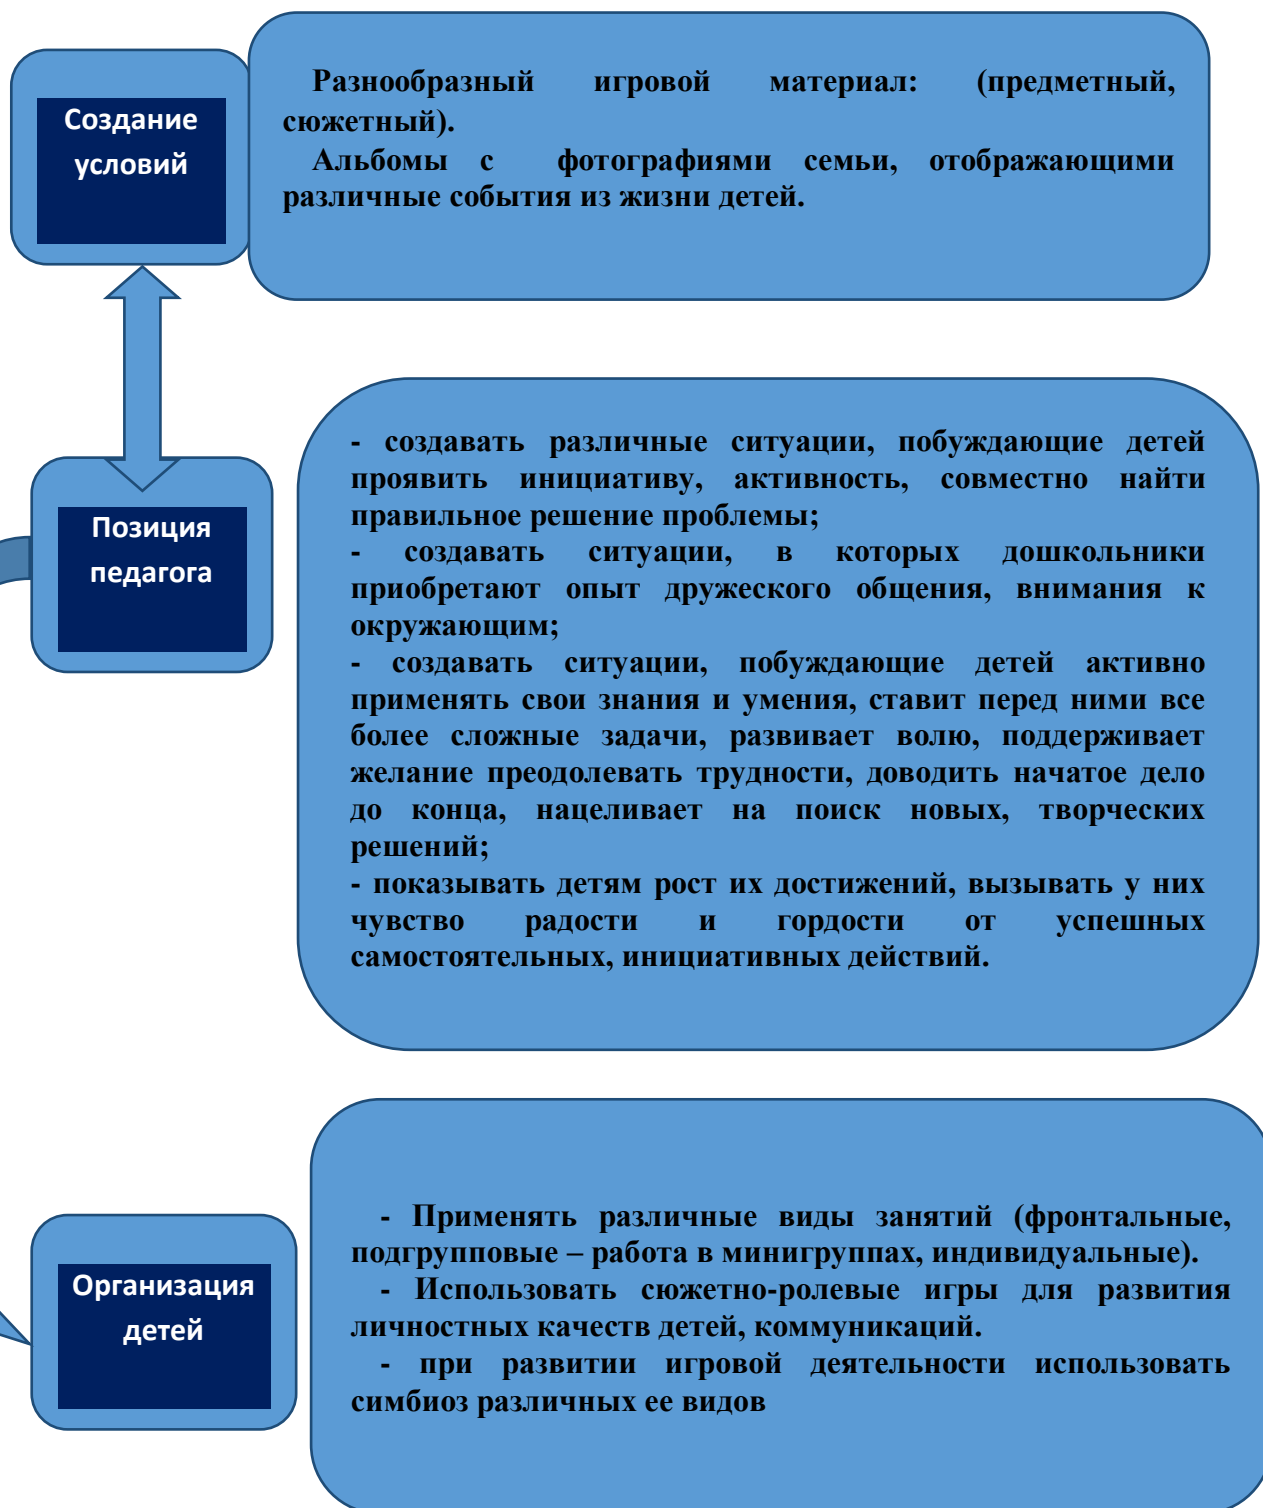 Создание
условий
Разнообразный игровой материал: (предметный,
сюжетный).
Альбомы с фотографиями семьи, отображающими
различные события из жизни детей.
Позиция
педагога
- создавать различные ситуации, побуждающие детей
проявить инициативу, активность, совместно найти
правильное решение проблемы;
- создавать ситуации, в которых дошкольники
приобретают опыт дружеского общения, внимания к
окружающим;
- создавать ситуации, побуждающие детей активно
применять свои знания и умения, ставит перед ними все
более сложные задачи, развивает волю, поддерживает
желание преодолевать трудности, доводить начатое дело
до конца, нацеливает на поиск новых, творческих
решений;
- показывать детям рост их достижений, вызывать у них
чувство радости и гордости от успешных
самостоятельных, инициативных действий.
Организация
детей
- Применять различные виды занятий (фронтальные,
подгрупповые – работа в минигруппах, индивидуальные).
- Использовать сюжетно-ролевые игры для развития
личностных качеств детей, коммуникаций.
- при развитии игровой деятельности использовать
симбиоз различных ее видов